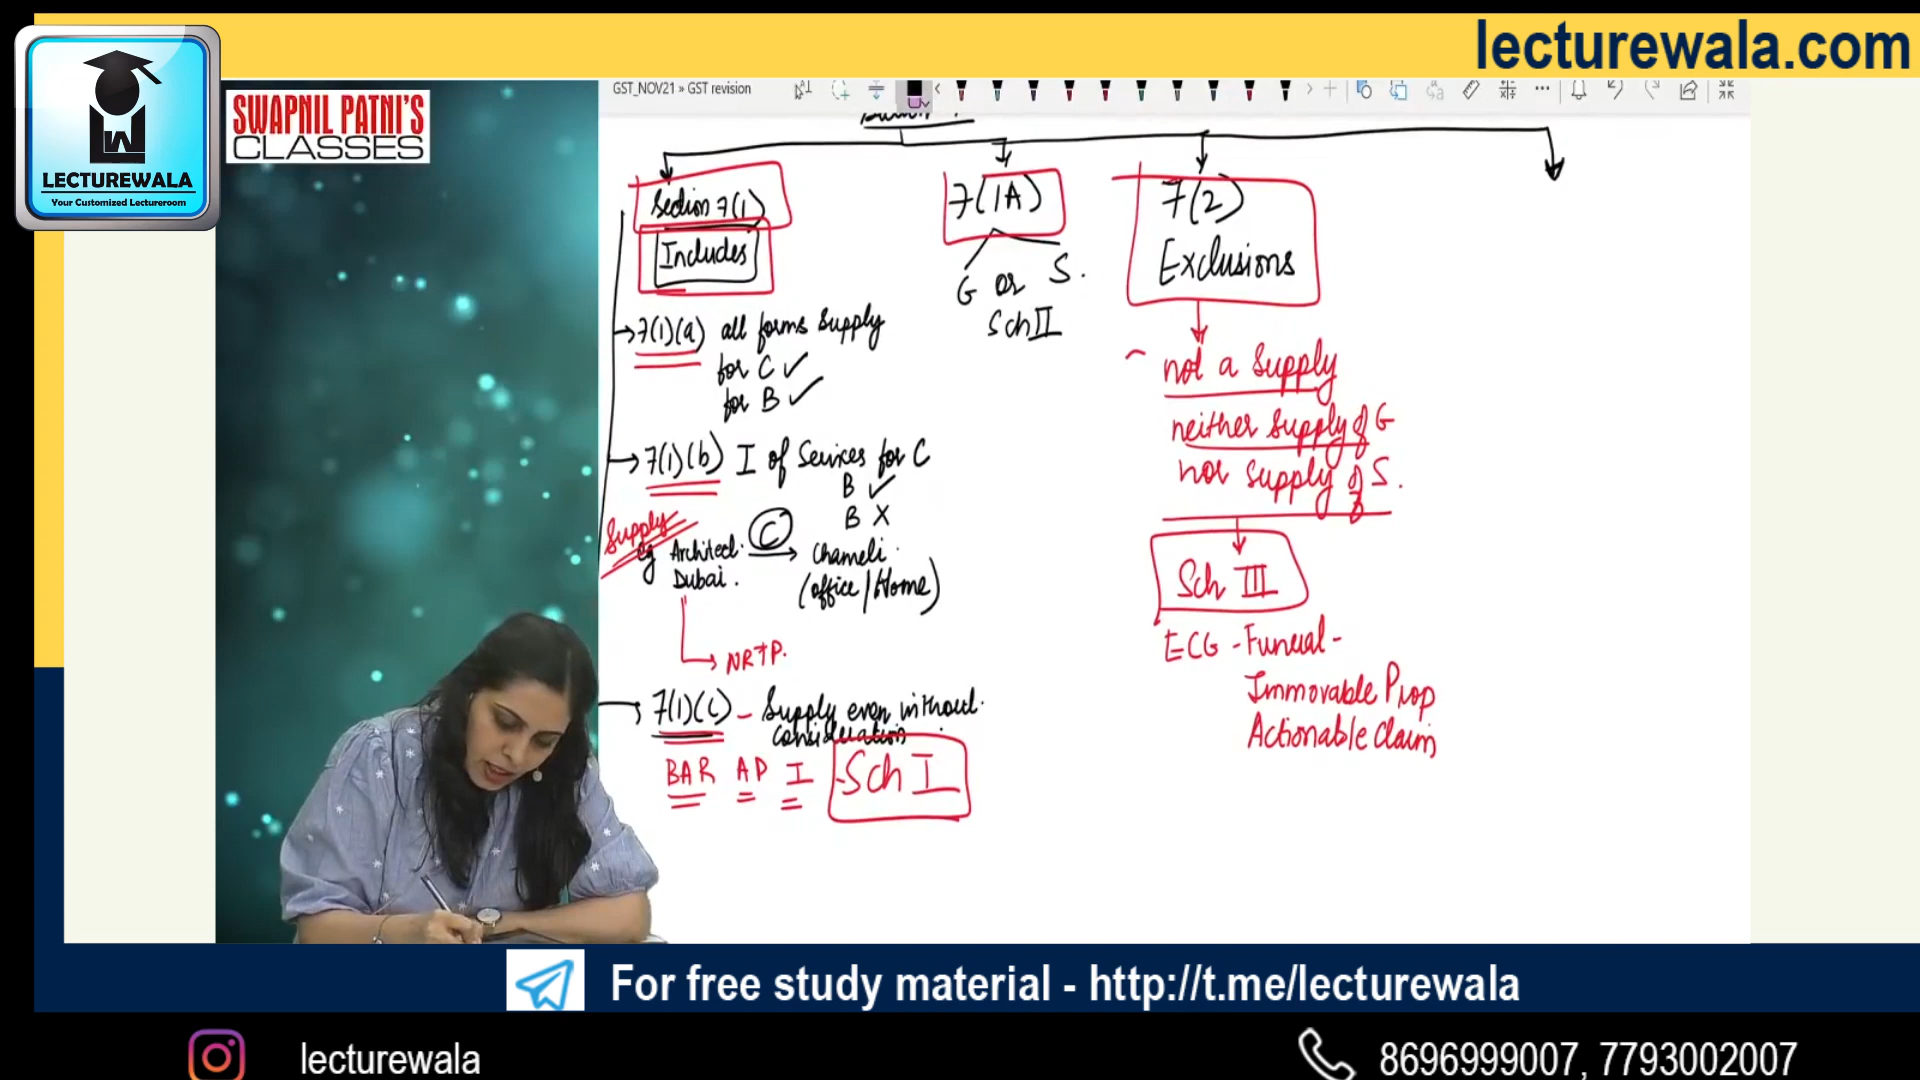 lecturewala.com
GST_NOV21 » GST revision
SWAPNIL PATNI'S
CLASSES
LW
LECTUREWALA
Your Customized Lectureroom
Section 7(1)
Includes
7(1)(a) all forms supply
for C ✓
for B ✓
7(1)(b) I of Services for C
B ✓
B X
Supply
eg Architect. C Chameli.
Dubai. (office/Home)
NRTP.
7(1)(c) - Supply even without
consideration
BAR AP I -Sch I
7(1A)
G or S.
Sch II
7(2)
Exclusions
not a supply
neither supply of G
nor supply of S.
Sch III
ECG - Funeral -
Immovable Prop
Actionable Claim
For free study material - http://t.me/lecturewala
lecturewala
8696999007, 7793002007